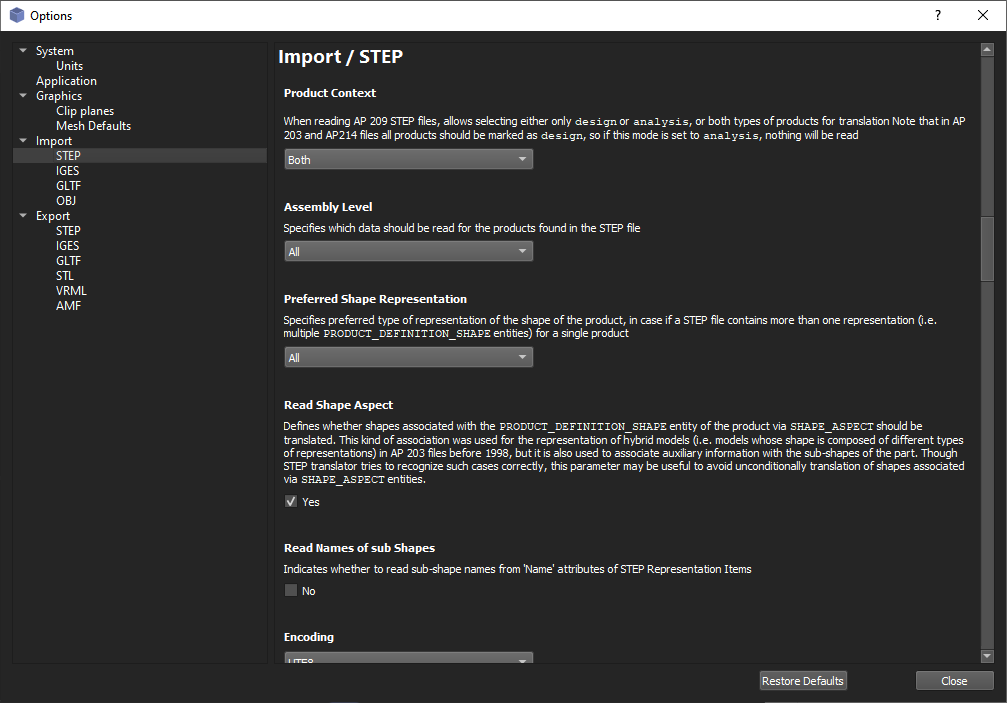 Options
?
System
Units
Application
Graphics
Clip planes
Mesh Defaults
Import
STEP
IGES
GLTF
OBJ
Export
STEP
IGES
GLTF
STL
VRML
AMF
Import / STEP
Product Context
When reading AP 209 STEP files, allows selecting either only design or analysis, or both types of products for translation Note that in AP
203 and AP214 files all products should be marked as design, so if this mode is set to analysis, nothing will be read
Both
Assembly Level
Specifies which data should be read for the products found in the STEP file
All
Preferred Shape Representation
Specifies preferred type of representation of the shape of the product, in case if a STEP file contains more than one representation (i.e.
multiple PRODUCT_DEFINITION_SHAPE entities) for a single product
All
Read Shape Aspect
Defines whether shapes associated with the PRODUCT_DEFINITION_SHAPE entity of the product via SHAPE_ASPECT should be
translated. This kind of association was used for the representation of hybrid models (i.e. models whose shape is composed of different types
of representations) in AP 203 files before 1998, but it is also used to associate auxiliary information with the sub-shapes of the part. Though
STEP translator tries to recognize such cases correctly, this parameter may be useful to avoid unconditionally translation of shapes associated
via SHAPE_ASPECT entities.
Yes
Read Names of sub Shapes
Indicates whether to read sub-shape names from 'Name' attributes of STEP Representation Items
No
Encoding
UTF8
Restore Defaults
Close